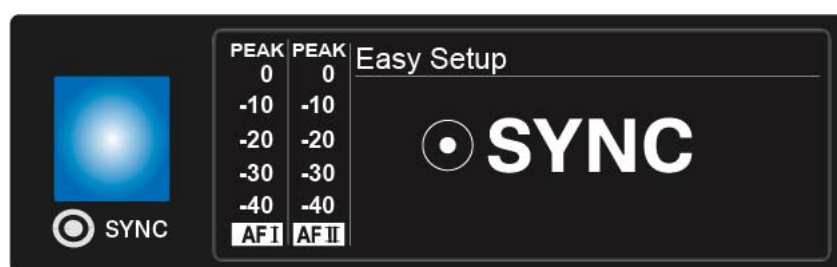 PEAK PEAK Easy Setup
0 0
-10 -10
-20 -20
-30 -30
-40 -40
AF I AF II
SYNC
SYNC